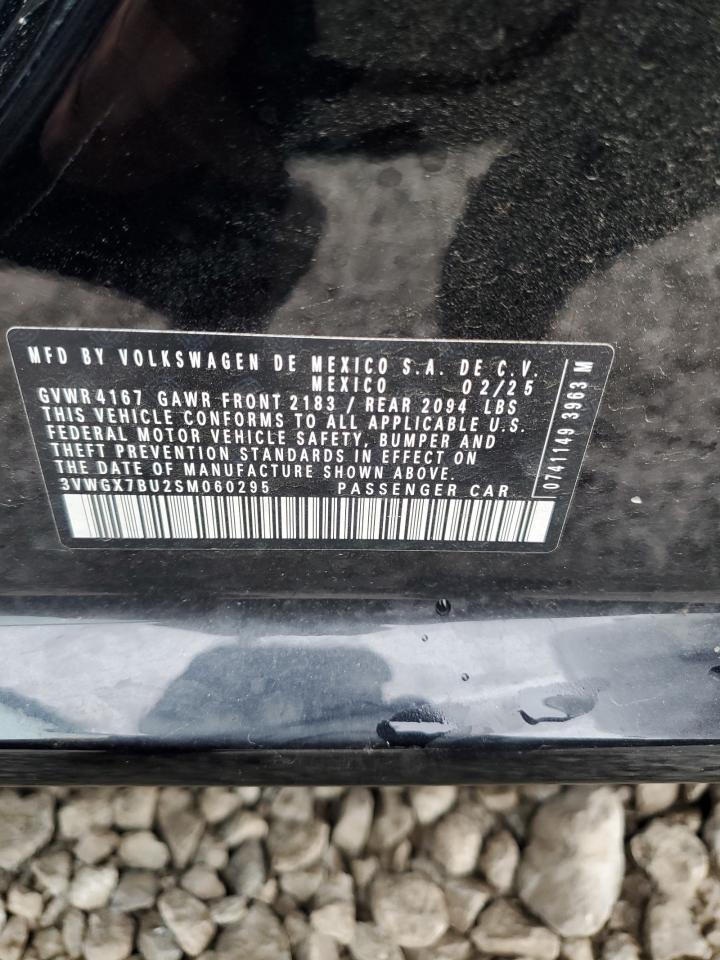 MFD BY VOLKSWAGEN DE MEXICO S.A. DE C.V.
MEXICO 02/25
GVWR 4167 GAWR FRONT 2183 / REAR 2094 LBS
THIS VEHICLE CONFORMS TO ALL APPLICABLE U.S.
FEDERAL MOTOR VEHICLE SAFETY, BUMPER AND
THEFT PREVENTION STANDARDS IN EFFECT ON
THE DATE OF MANUFACTURE SHOWN ABOVE.
3VWGX7BU2SM060295 PASSENGER CAR
0741149 3963 M